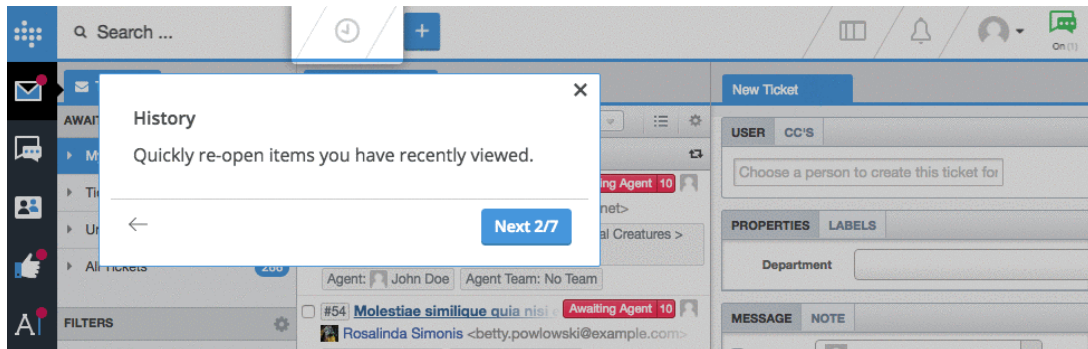 Search ...
+
On (1)
New Ticket
History
Quickly re-open items you have recently viewed.
Next 2/7
AWAI
USER CC'S
Choose a person to create this ticket for
ing Agent 10
net>
al Creatures >
PROPERTIES LABELS
Department
All Tickets
Agent: John Doe Agent Team: No Team
#54 Molestiae similique quia nisi Awaiting Agent 10
Rosalinda Simonis <betty.powlowski@example.com>
FILTERS
MESSAGE NOTE